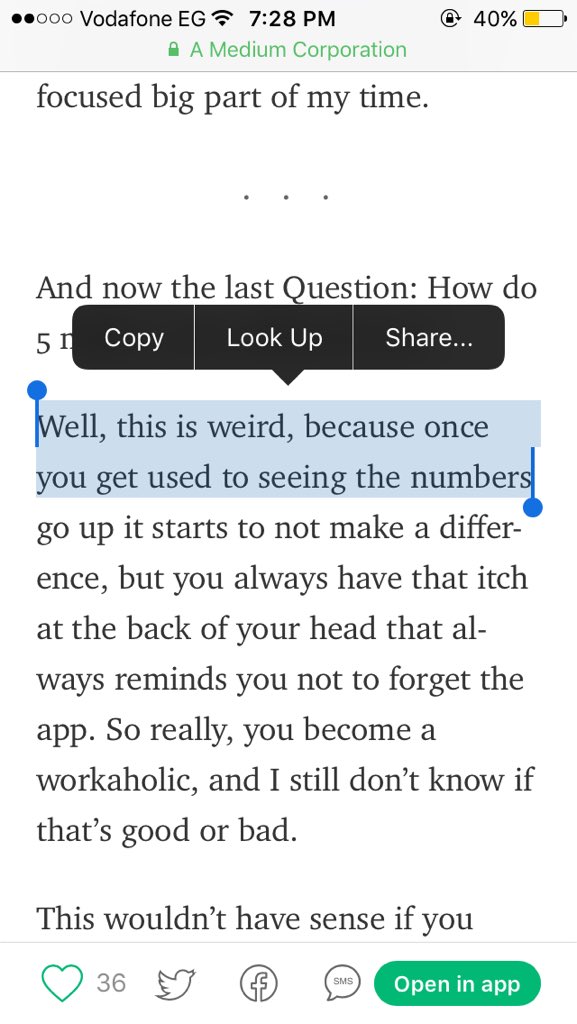 Vodafone EG 7:28 PM 40%
A Medium Corporation
focused big part of my time.
. . .
And now the last Question: How do
5
Copy Look Up Share...
Well, this is weird, because once
you get used to seeing the numbers
go up it starts to not make a differ-
ence, but you always have that itch
at the back of your head that al-
ways reminds you not to forget the
app. So really, you become a
workaholic, and I still don’t know if
that’s good or bad.
This wouldn’t have sense if you
36 SMS Open in app